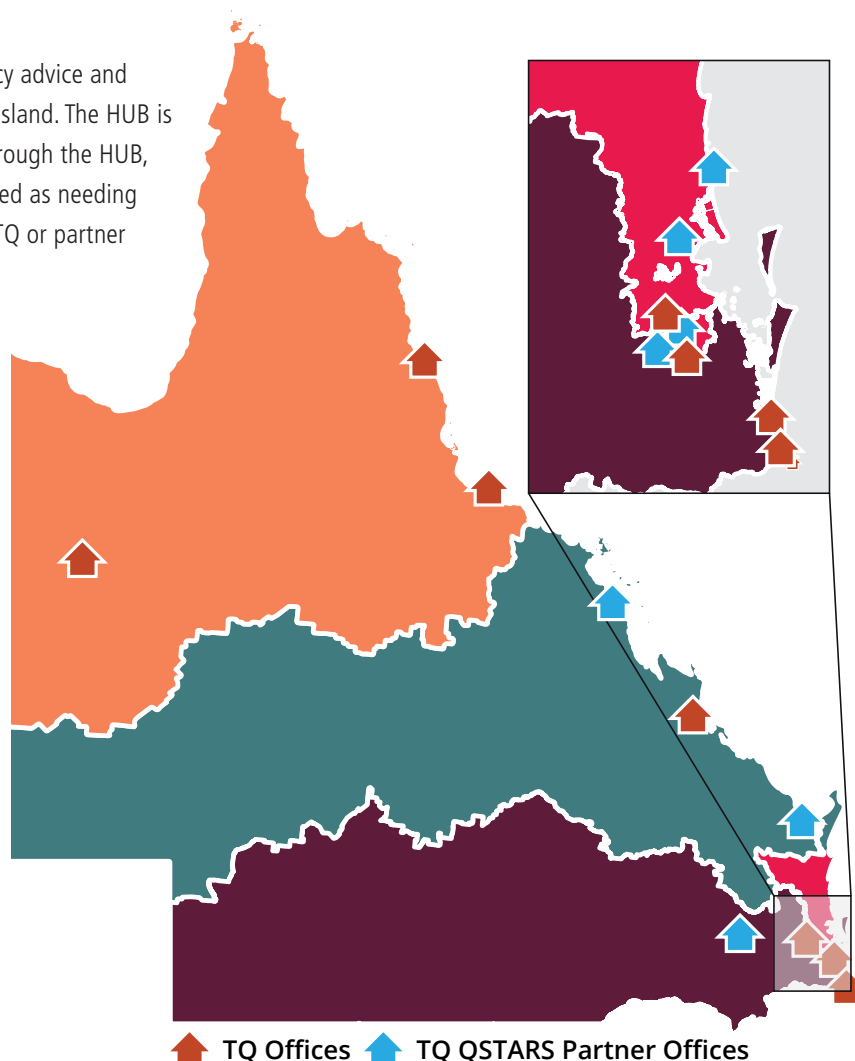 cy advice and
sland. The HUB is
rough the HUB,
ed as needing
TQ or partner
TQ Offices TQ QSTARS Partner Offices